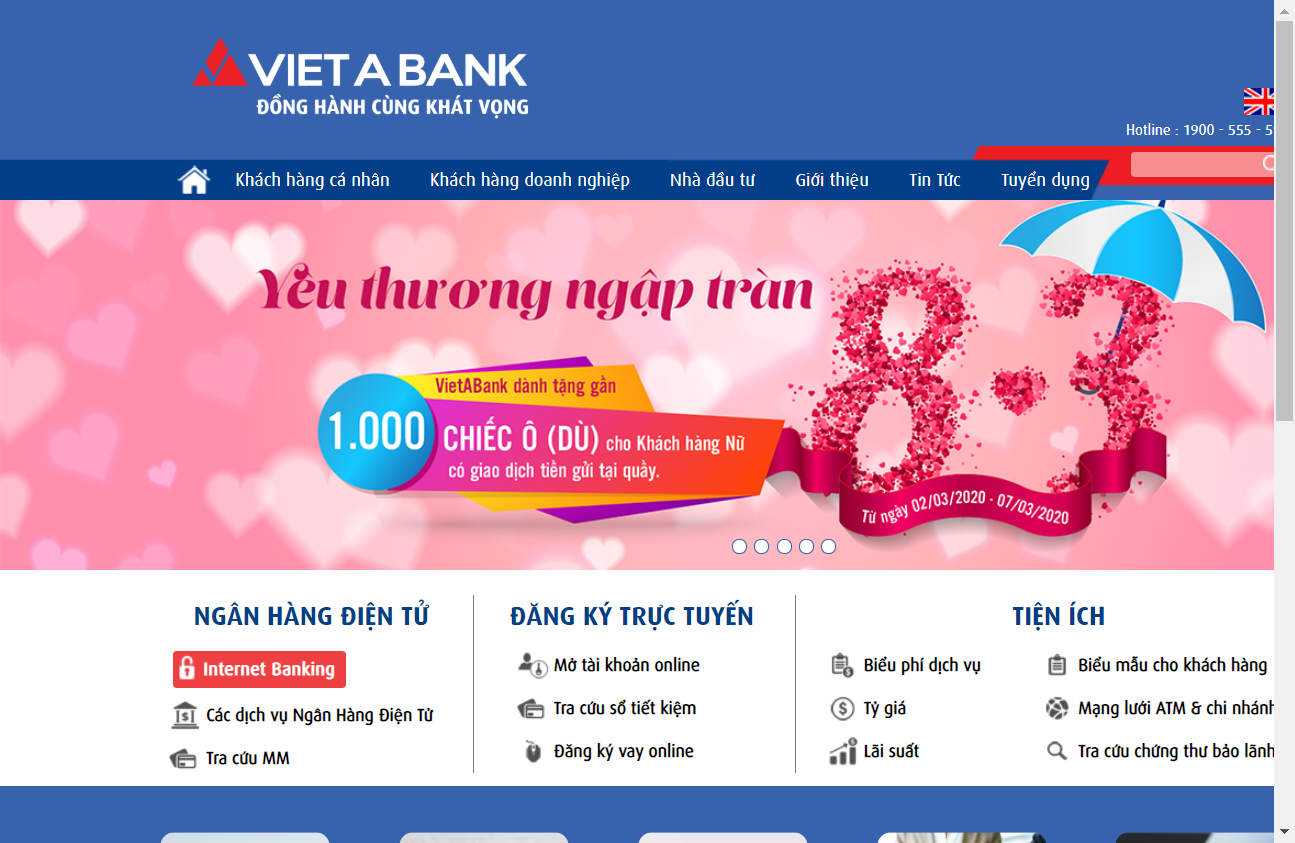 VIET A BANK
ĐỒNG HÀNH CÙNG KHÁT VỌNG
Hotline : 1900 - 555 - 5
Khách hàng cá nhân
Khách hàng doanh nghiệp
Nhà đầu tư
Giới thiệu
Tin Tức
Tuyển dụng
Yêu thương ngập tràn
8·3
VietABank dành tặng gần
1.000
CHIẾC Ô (DÙ) cho Khách hàng Nữ
có giao dịch tiền gửi tại quầy.
Từ ngày 02/03/2020 - 07/03/2020
NGÂN HÀNG ĐIỆN TỬ
Internet Banking
Các dịch vụ Ngân Hàng Điện Tử
Tra cứu MM
ĐĂNG KÝ TRỰC TUYẾN
Mở tài khoản online
Tra cứu sổ tiết kiệm
Đăng ký vay online
TIỆN ÍCH
Biểu phí dịch vụ
Tỷ giá
Lãi suất
Biểu mẫu cho khách hàng
Mạng lưới ATM & chi nhánh
Tra cứu chứng thư bảo lãnh